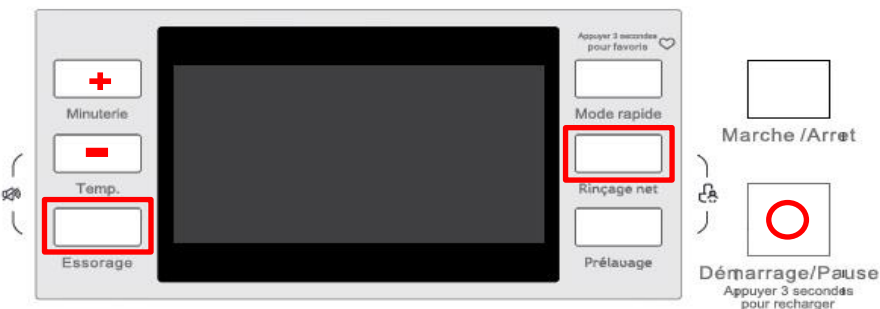 Appuyer 3 secondes
pour favoris
+
Minuterie
Mode rapide
Marche /Arret
-
Temp.
Rinçage net
Essorage
Prélavage
Démarrage/Pause
Appuyer 3 secondes
pour recharger